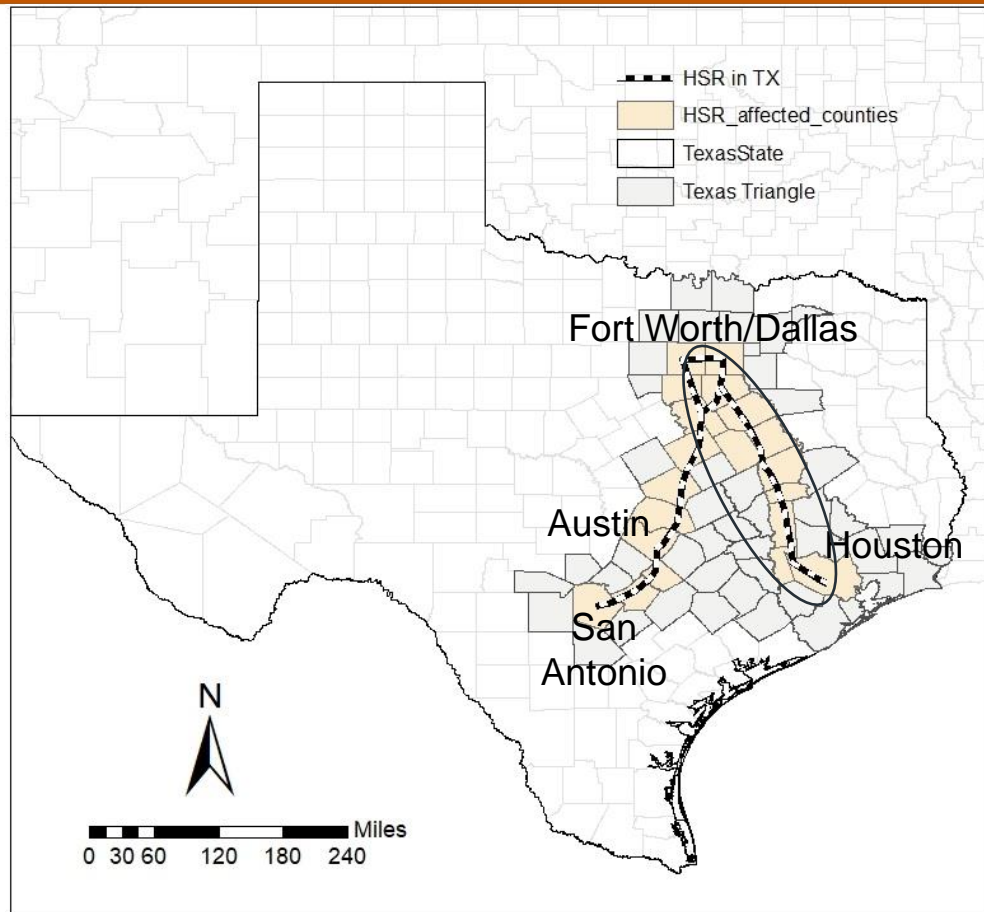 HSR in TX
HSR_affected_counties
TexasState
Texas Triangle
Fort Worth/Dallas
Austin
Houston
San
Antonio
N
Miles
0 30 60 120 180 240